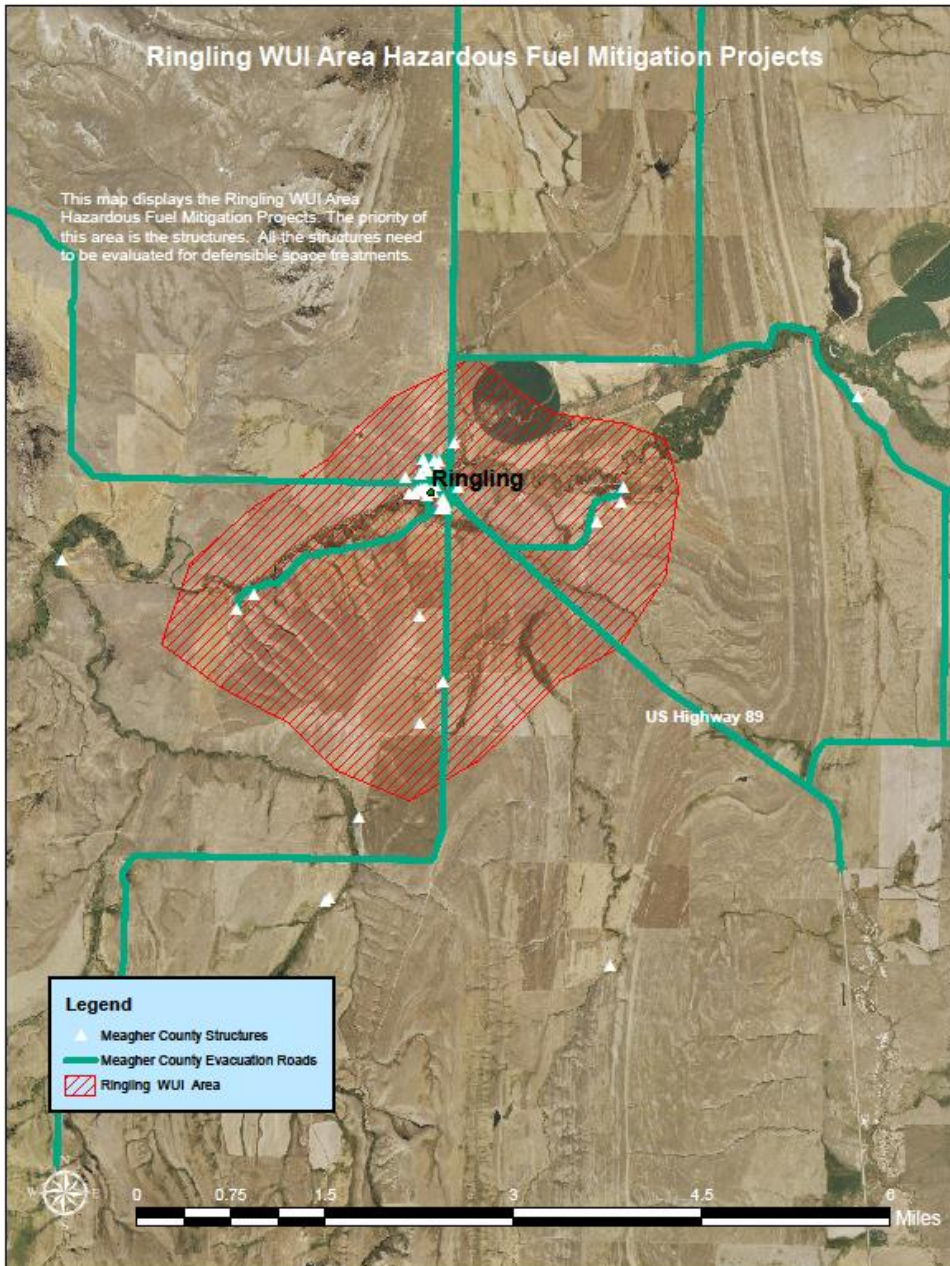 Ringling WUI Area Hazardous Fuel Mitigation Projects
This map displays the Ringling WUI Area
Hazardous Fuel Mitigation Projects. The priority of
this area is the structures.  All the structures need
to be evaluated for defensible space treatments.
Ringling
US Highway 89
Legend
Meagher County Structures
Meagher County Evacuation Roads
Ringling WUI Area
N
W E
S
0 0.75 1.5 3 4.5 6
Miles